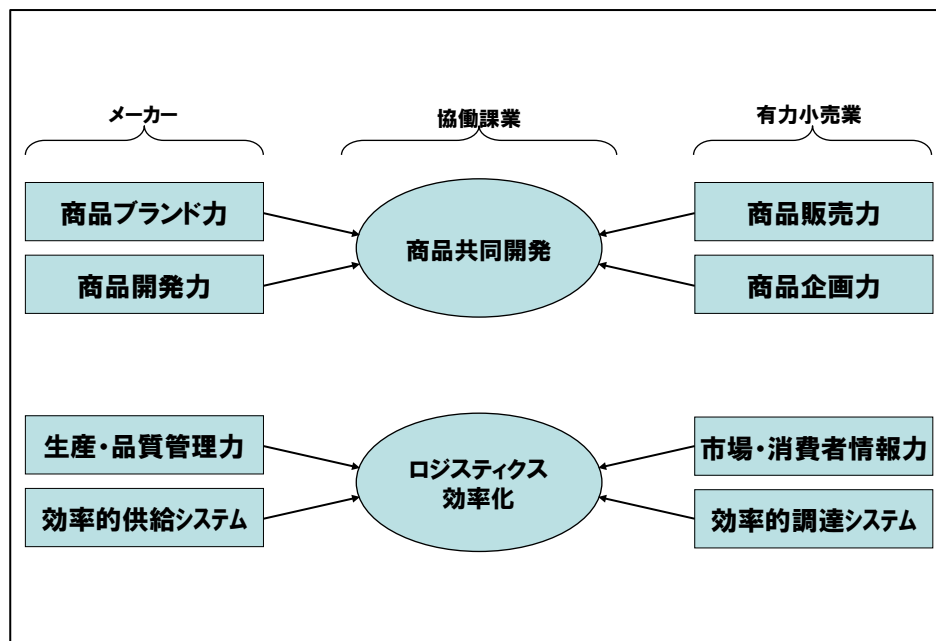 メーカー
協働課業
有力小売業
商品ブランド力
商品共同開発
商品販売力
商品開発力
商品企画力
生産・品質管理力
ロジスティクス
効率化
市場・消費者情報力
効率的供給システム
効率的調達システム